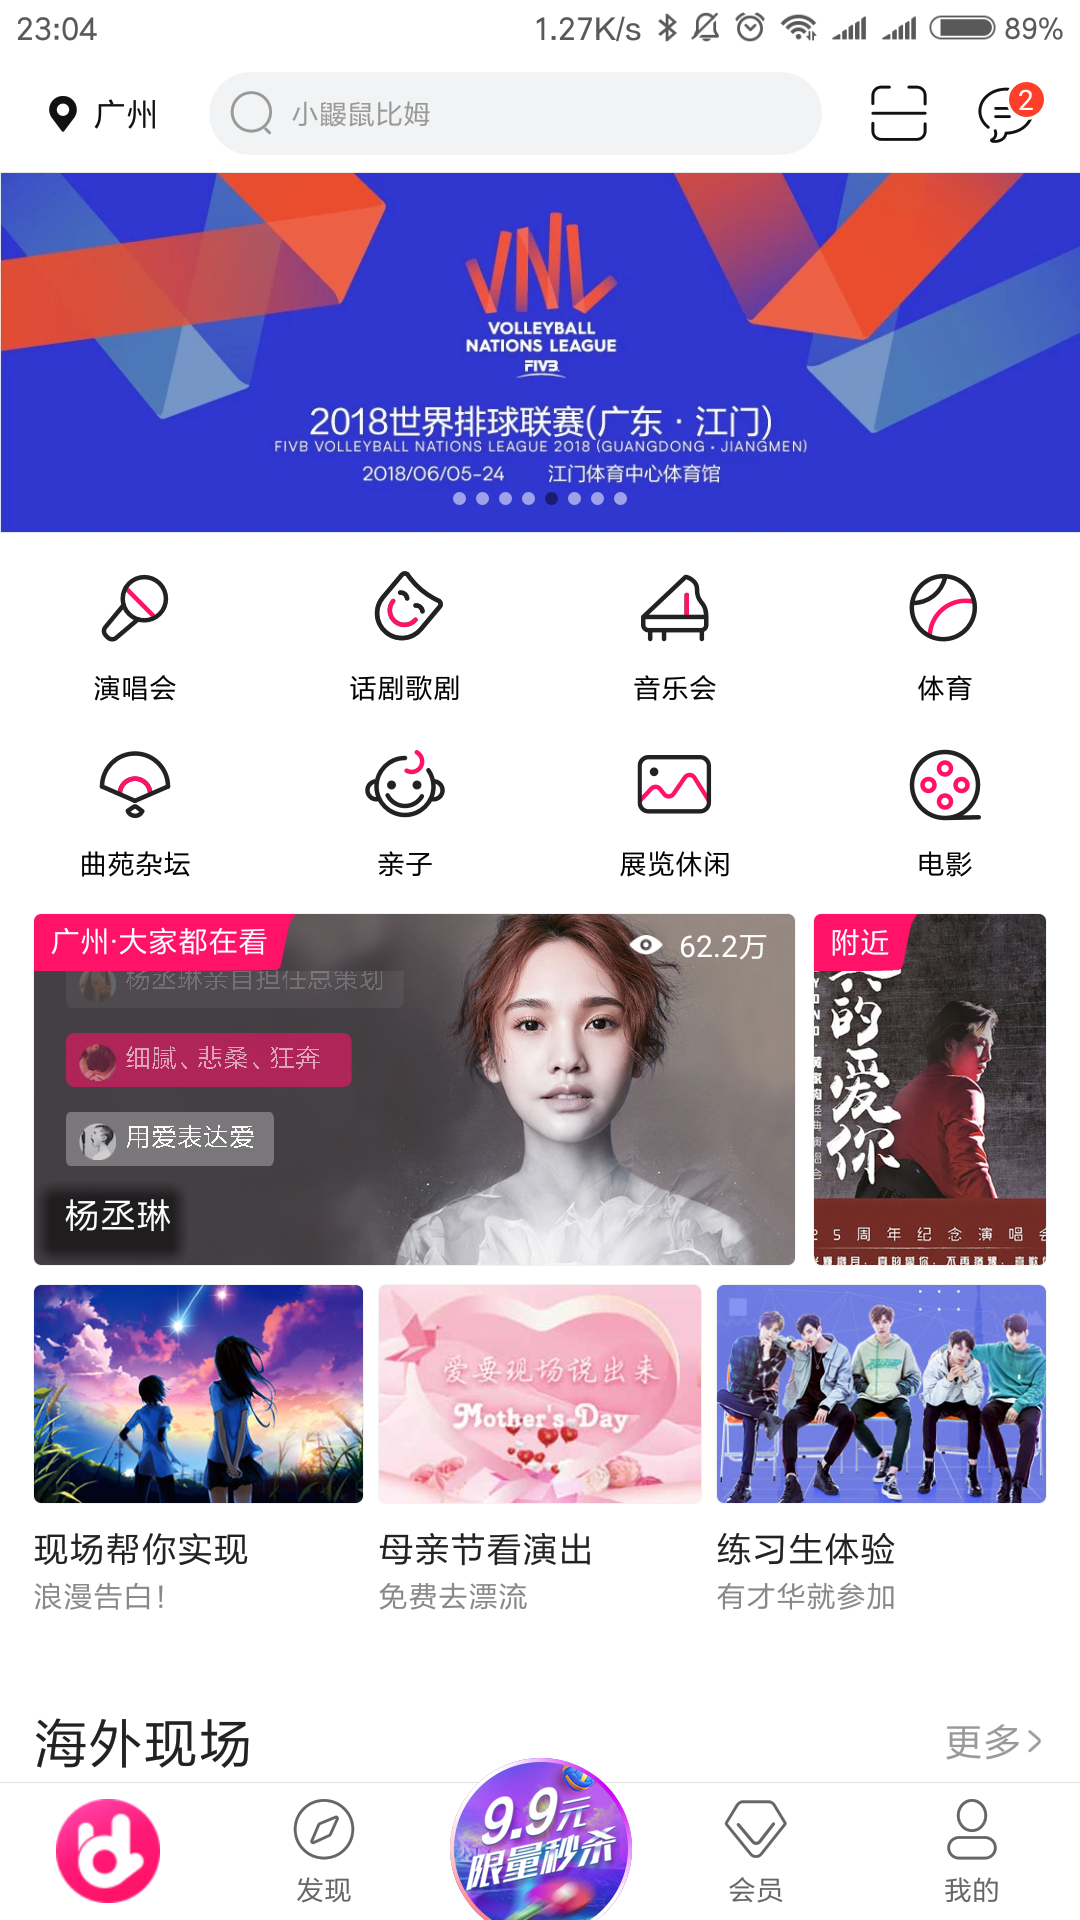 23:04
1.27K/s
89%
广州
小鼹鼠比姆
2
VNL
VOLLEYBALL
NATIONS LEAGUE
FIVB
2018世界排球联赛(广东·江门)
FIVB VOLLEYBALL NATIONS LEAGUE 2018 (GUANGDONG·JIANGMEN)
2018/06/05-24 江门体育中心体育馆
演唱会
话剧歌剧
音乐会
体育
曲苑杂坛
亲子
展览休闲
电影
广州·大家都在看
62.2万
杨丞琳亲自担任总策划
细腻、悲桑、狂奔
用爱表达爱
杨丞琳
附近
的
爱
你
25周年纪念演唱会
爱要现场说出来
Mother's Day
现场帮你实现
浪漫告白！
母亲节看演出
免费去漂流
练习生体验
有才华就参加
海外现场
更多
发现
9.9元
限量秒杀
会员
我的